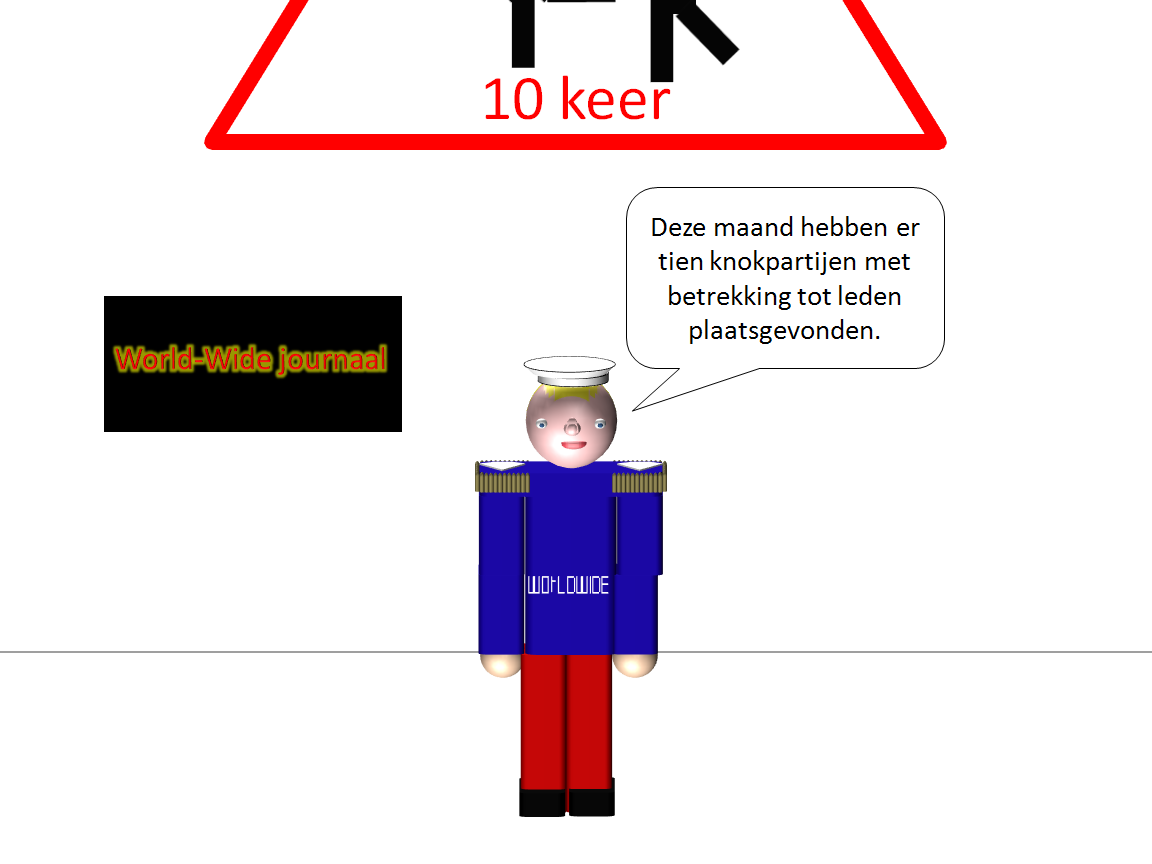 10 keer
Deze maand hebben er
tien knokpartijen met
betrekking tot leden
plaatsgevonden.
World-Wide journaal
WOrLDWIDE